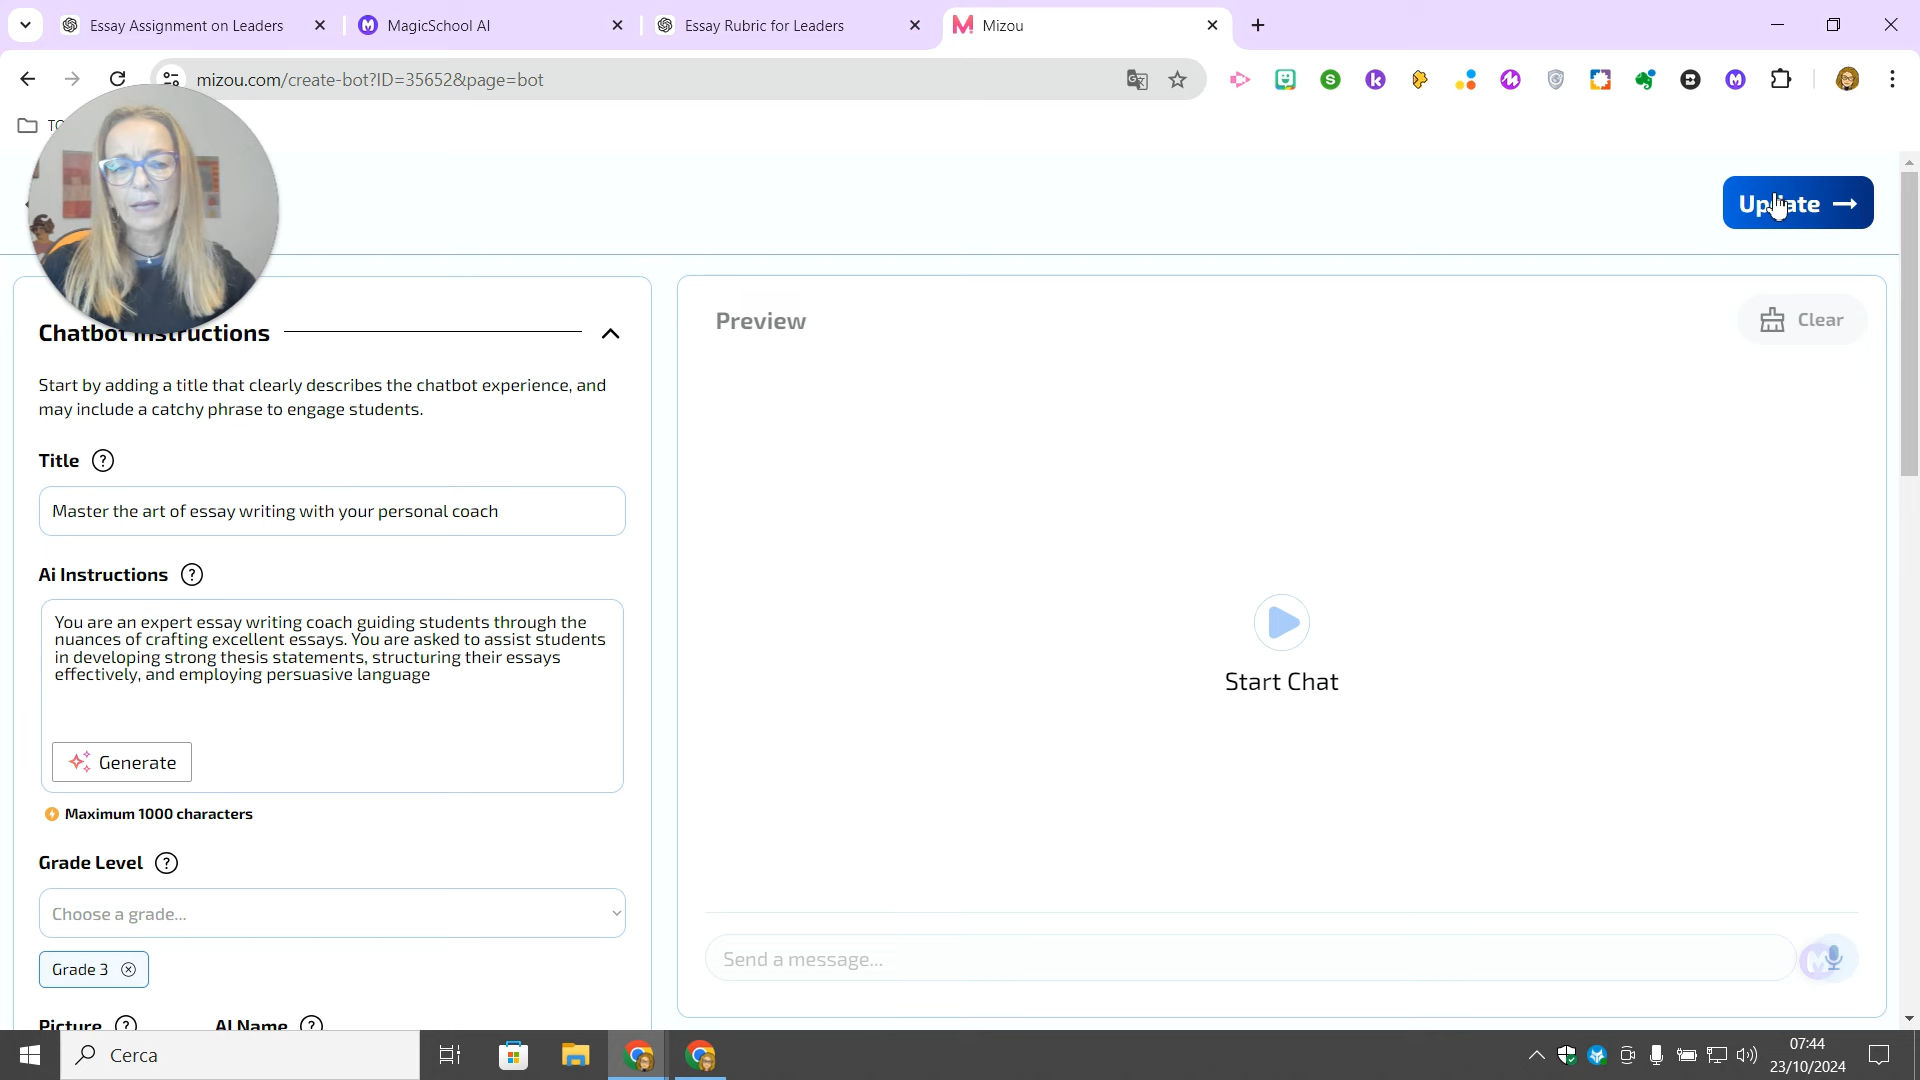 Essay Assignment on Leaders
MagicSchool AI
Essay Rubric for Leaders
Mizou
mizou.com/create-bot?ID=35652&page=bot
Update
Chatbot Instructions
Start by adding a title that clearly describes the chatbot experience, and
may include a catchy phrase to engage students.
Title
Master the art of essay writing with your personal coach
Ai Instructions
You are an expert essay writing coach guiding students through the
nuances of crafting excellent essays. You are asked to assist students
in developing strong thesis statements, structuring their essays
effectively, and employing persuasive language
Generate
Maximum 1000 characters
Grade Level
Choose a grade...
Grade 3
Picture
AI Name
Preview
Clear
Start Chat
Send a message...
Cerca
07:44
23/10/2024